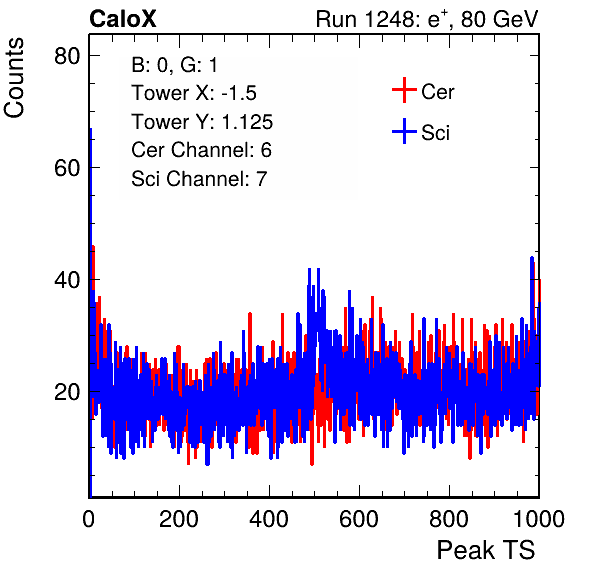 CaloX
Run 1248: e+, 80 GeV
Counts
80
60
40
20
B: 0, G: 1
Tower X: -1.5
Tower Y: 1.125
Cer Channel: 6
Sci Channel: 7
Cer
Sci
0 200 400 600 800 1000
Peak TS